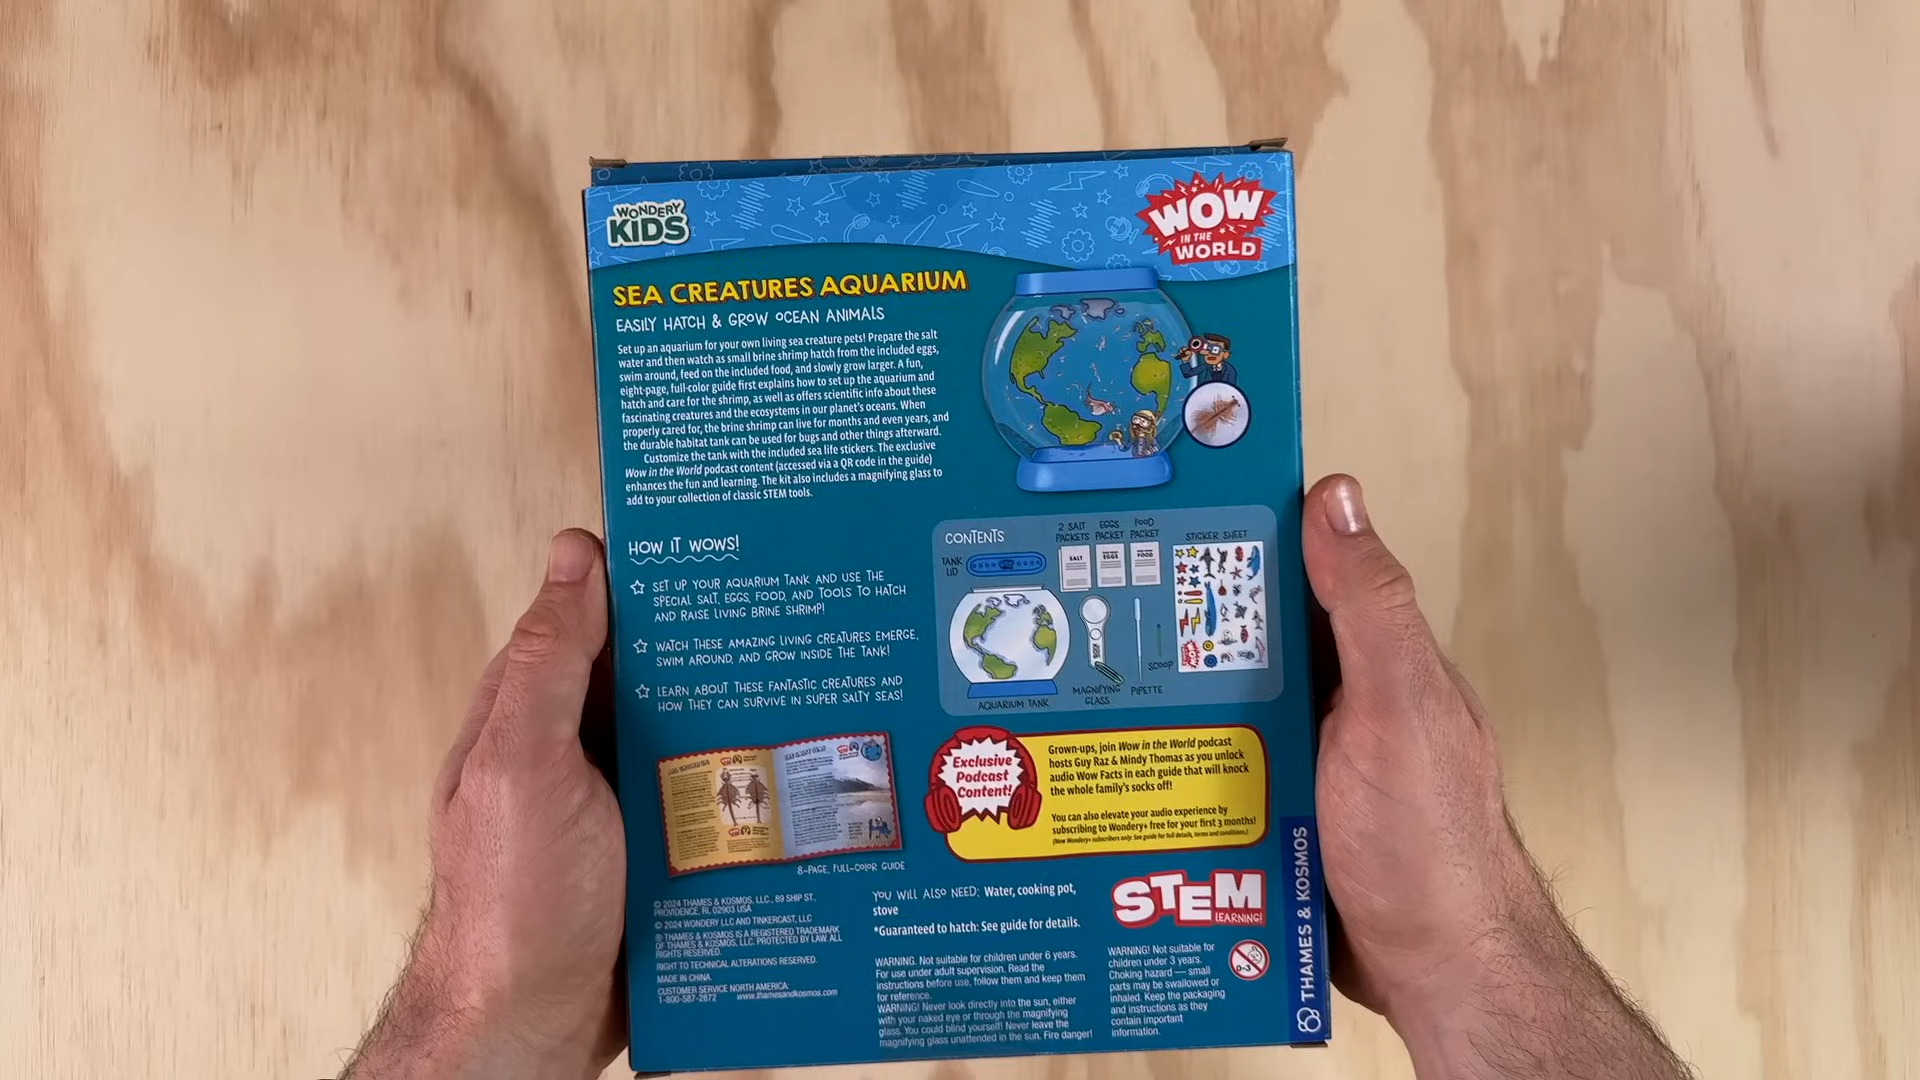 WONDERY
KIDS
WOW
IN THE
WORLD
SEA CREATURES AQUARIUM
EASILY HATCH & GROW OCEAN ANIMALS
Set up an aquarium for your own living sea creature pets! Prepare the salt
water and then watch as small brine shrimp hatch from the included eggs,
swim around, feed on the included food, and slowly grow larger. A fun,
eight-page, full-color guide first explains how to set up the aquarium and
hatch and care for the shrimp, as well as offers scientific info about these
fascinating creatures and the ecosystems in our planet's oceans. When
properly cared for, the brine shrimp can live for months and even years, and
the durable habitat tank can be used for bugs and other things afterward.
Customize the tank with the included sea life stickers. The exclusive
Wow in the World podcast content (accessed via a QR code in the guide)
enhances the fun and learning. The kit also includes a magnifying glass to
add to your collection of classic STEM tools.
HOW IT WOWS!
SET UP YOUR AQUARIUM TANK AND USE THE
SPECIAL SALT, EGGS, FOOD, AND TOOLS TO HATCH
AND RAISE LIVING BRINE SHRIMP!
WATCH THESE AMAZING LIVING CREATURES EMERGE,
SWIM AROUND, AND GROW INSIDE THE TANK!
LEARN ABOUT THESE FANTASTIC CREATURES AND
HOW THEY CAN SURVIVE IN SUPER SALTY SEAS!
CONTENTS
TANK
LID
2 SALT
PACKETS
EGGS
PACKET
FOOD
PACKET
STICKER SHEET
SALT
EGGS
FOOD
AQUARIUM TANK
MAGNIFYING
GLASS
PIPETTE
SCOOP
8-PAGE, FULL-COLOR GUIDE
Exclusive
Podcast
Content!
Grown-ups, join Wow in the World podcast
hosts Guy Raz & Mindy Thomas as you unlock
audio Wow Facts in each guide that will knock
the whole family's socks off!
You can also elevate your audio experience by
subscribing to Wondery+ free for your first 3 months!
(New Wondery+ subscribers only. See guide for full details, terms and conditions.)
© 2024 THAMES & KOSMOS, LLC., 89 SHIP ST.,
PROVIDENCE, RI, 02903 USA
© 2024 WONDERY LLC AND TINKERCAST, LLC
® THAMES & KOSMOS IS A REGISTERED TRADEMARK
OF THAMES & KOSMOS, LLC. PROTECTED BY LAW. ALL
RIGHTS RESERVED.
RIGHT TO TECHNICAL ALTERATIONS RESERVED.
MADE IN CHINA.
CUSTOMER SERVICE NORTH AMERICA:
1-800-587-2872 www.thamesandkosmos.com
YOU WILL ALSO NEED: Water, cooking pot,
stove
*Guaranteed to hatch: See guide for details.
WARNING. Not suitable for children under 6 years.
For use under adult supervision. Read the
instructions before use, follow them and keep them
for reference.
WARNING! Never look directly into the sun, either
with your naked eye or through the magnifying
glass. You could blind yourself! Never leave the
magnifying glass unattended in the sun. Fire danger!
STEM
LEARNING!
WARNING! Not suitable for
children under 3 years.
Choking hazard — small
parts may be swallowed or
inhaled. Keep the packaging
and instructions as they
contain important
information.
0-3
THAMES & KOSMOS